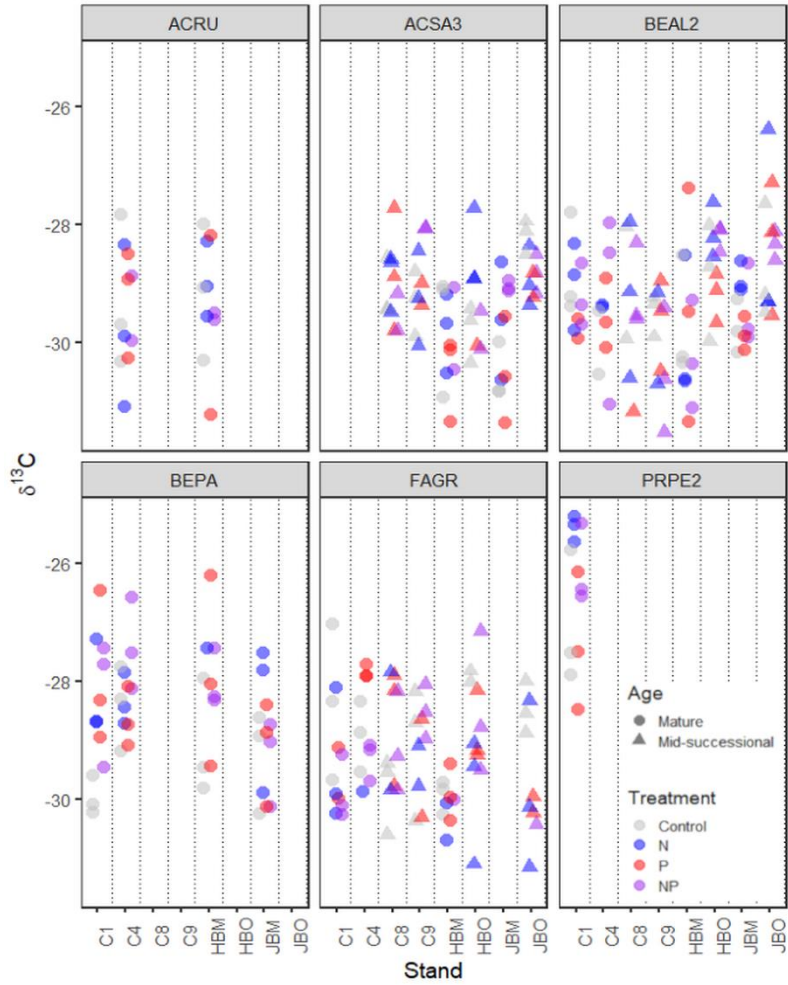 ACRU
ACSA3
BEAL2
-26
-28
-30
δ13C
BEPA
FAGR
PRPE2
-26
-28
-30
Age
Mature
Mid-successional
Treatment
Control
N
P
NP
C1
C4
C8
C9
HBM
HBO
JBM
JBO
C1
C4
C8
C9
HBM
HBO
JBM
JBO
C1
C4
C8
C9
HBM
HBO
JBM
JBO
Stand